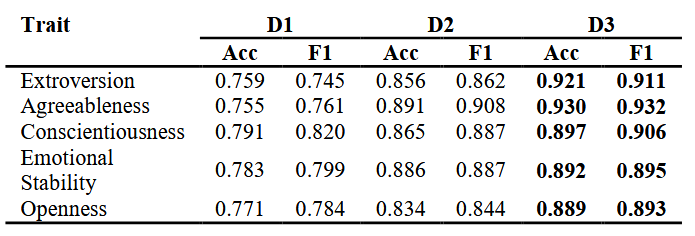 Trait D1 D2 D3
Acc F1 Acc F1 Acc F1
Extroversion 0.759 0.745 0.856 0.862 0.921 0.911
Agreeableness 0.755 0.761 0.891 0.908 0.930 0.932
Conscientiousness 0.791 0.820 0.865 0.887 0.897 0.906
Emotional
Stability 0.783 0.799 0.886 0.887 0.892 0.895
Openness 0.771 0.784 0.834 0.844 0.889 0.893